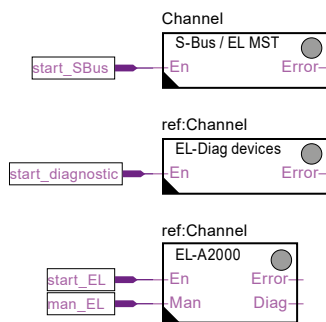 Channel
S-Bus / EL MST
start_SBus
En
Error
ref:Channel
EL-Diag devices
start_diagnostic
En
Error
ref:Channel
EL-A2000
start_EL
En
Error
man_EL
Man
Diag